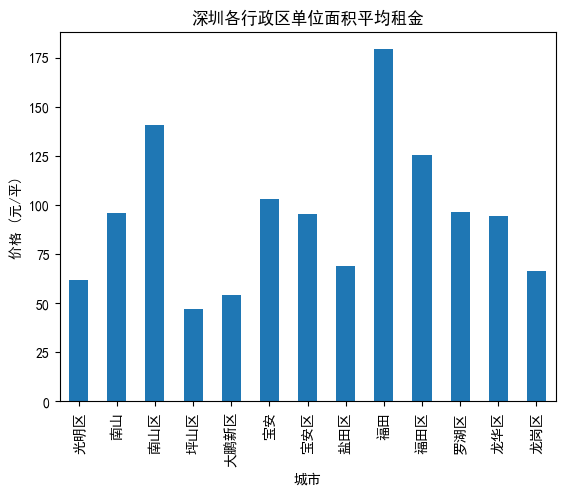 深圳各行政区单位面积平均租金
价格 (元/平)
175
150
125
100
75
50
25
0
光明区
南山
南山区
坪山区
大鹏新区
宝安
宝安区
盐田区
福田
福田区
罗湖区
龙华区
龙岗区
城市